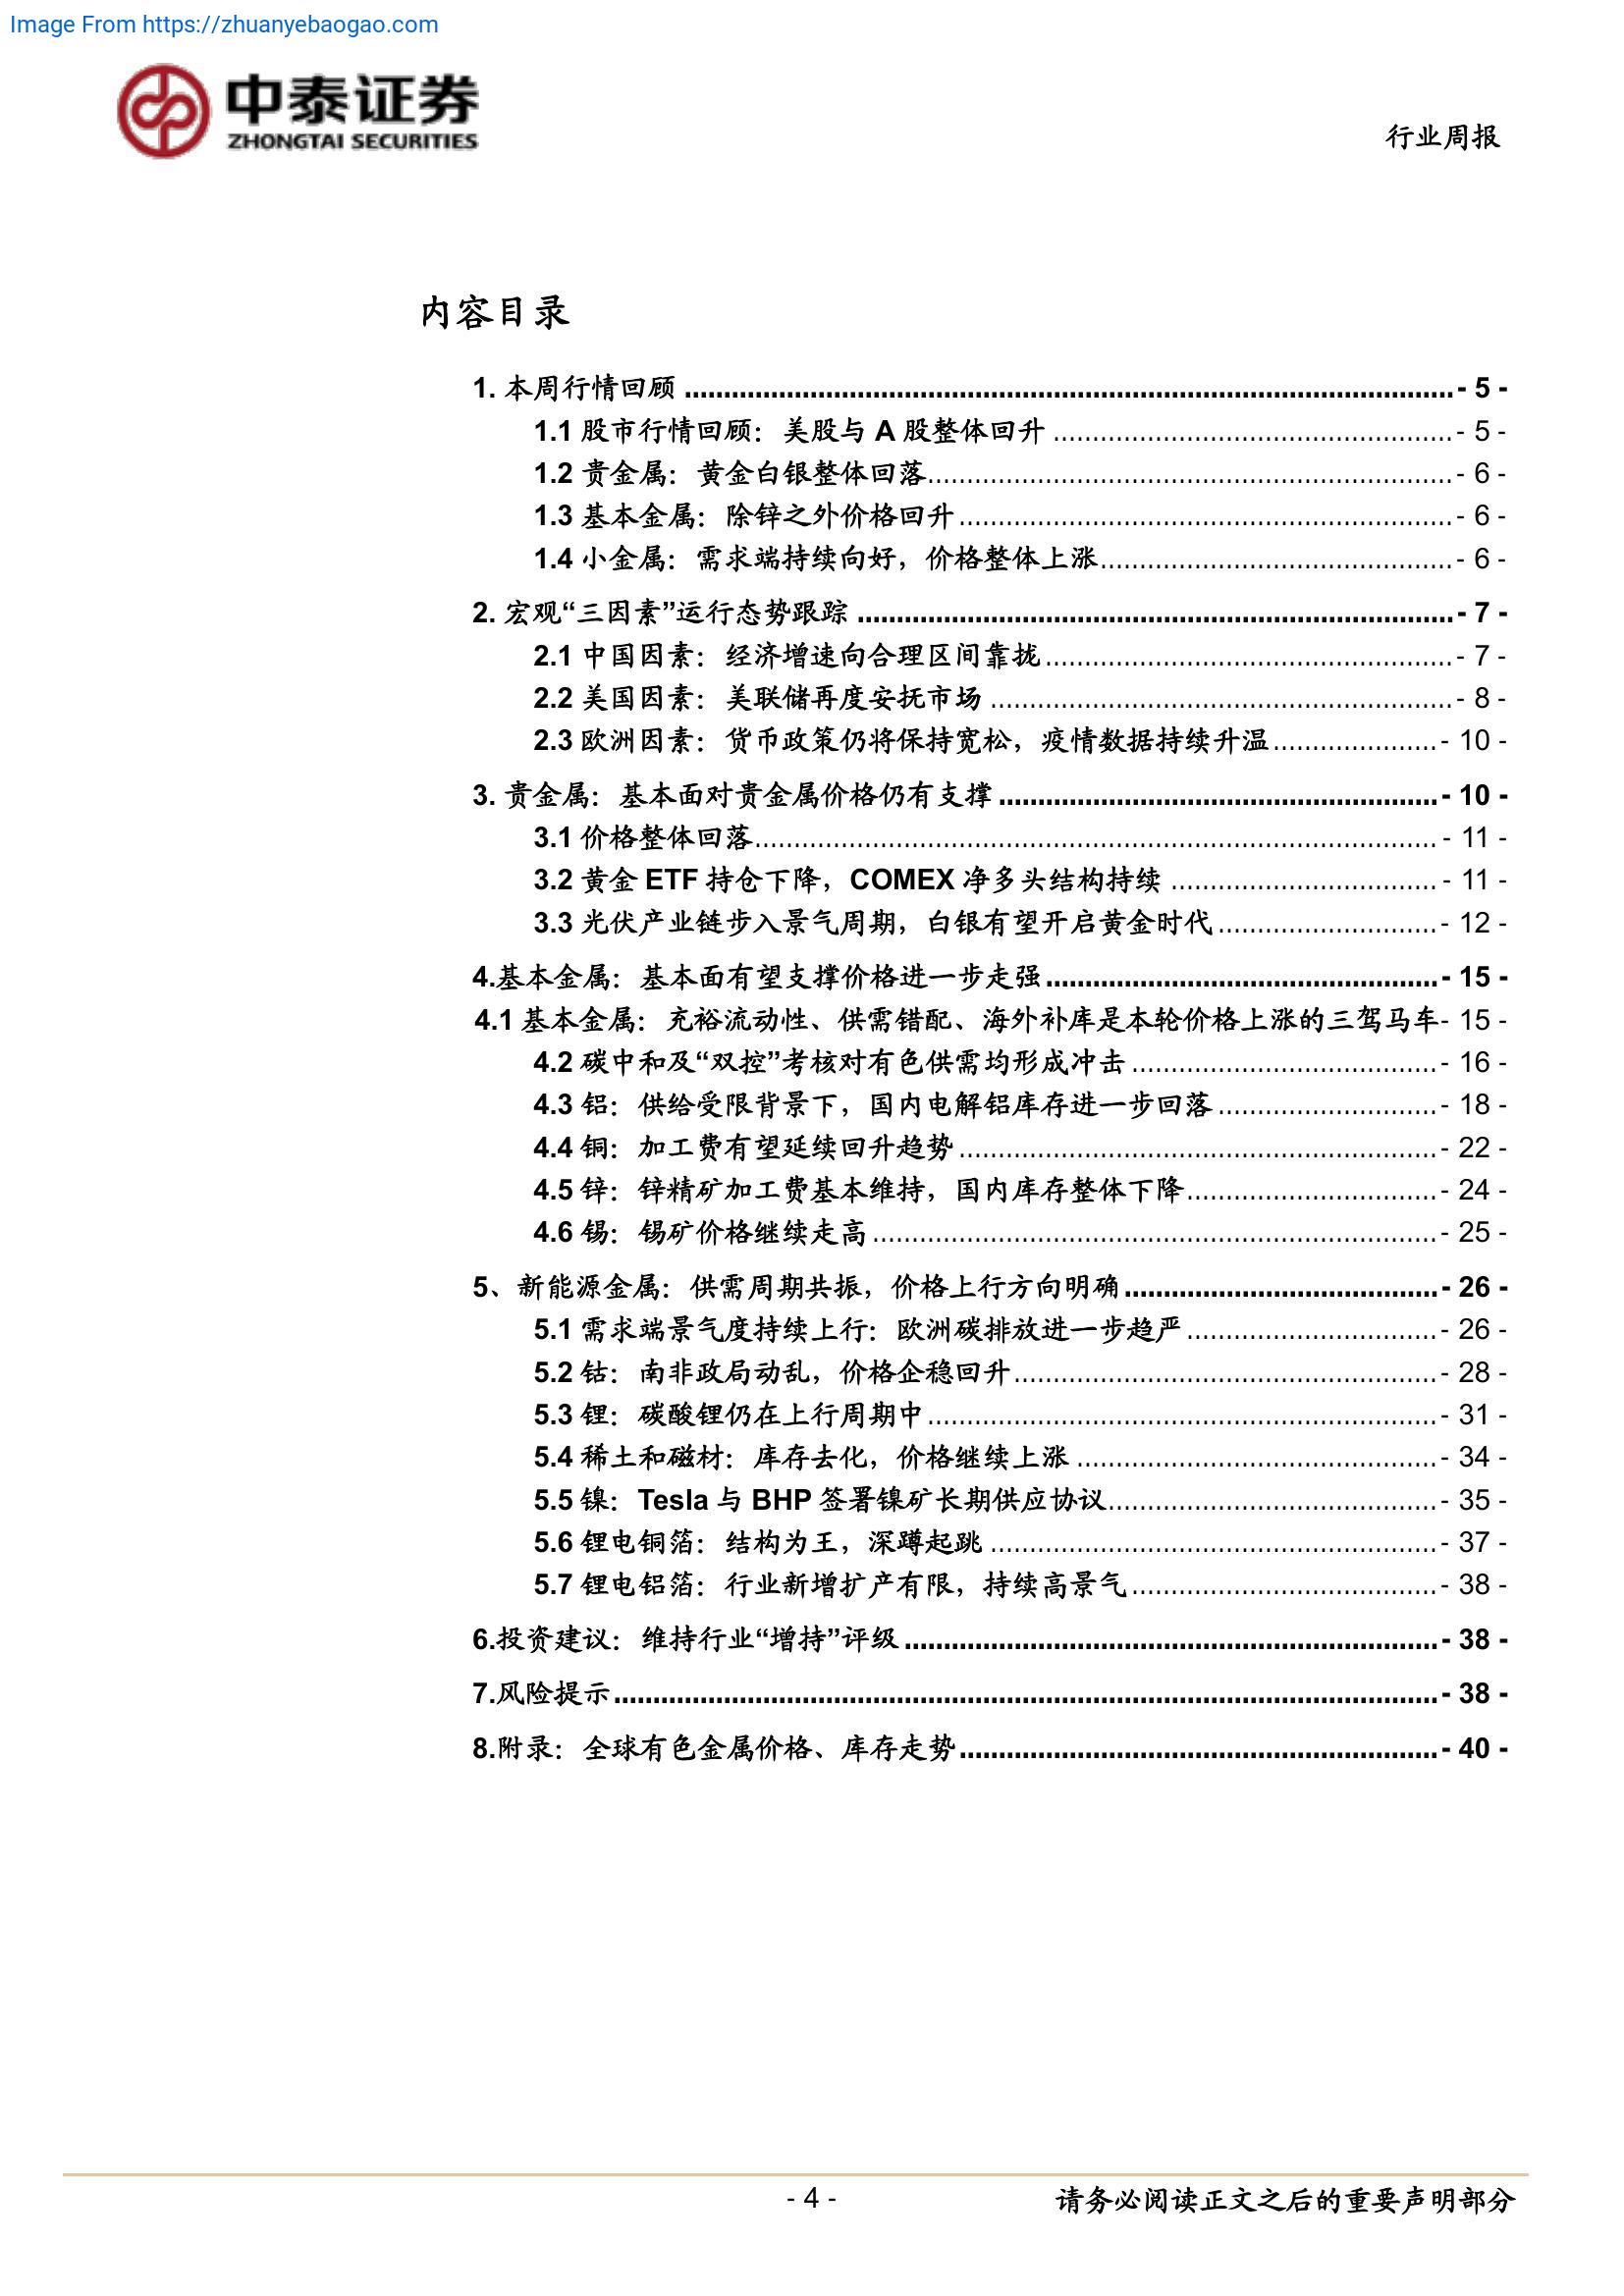 Image From https://zhuanyebaogao.com
中泰证券
ZHONGTAI SECURITIES
行业周报
内容目录
1. 本周行情回顾 - 5 -
1.1 股市行情回顾：美股与 A 股整体回升 - 5 -
1.2 贵金属：黄金白银整体回落 - 6 -
1.3 基本金属：除锌之外价格回升 - 6 -
1.4 小金属：需求端持续向好，价格整体上涨 - 6 -
2. 宏观“三因素”运行态势跟踪 - 7 -
2.1 中国因素：经济增速向合理区间靠拢 - 7 -
2.2 美国因素：美联储再度安抚市场 - 8 -
2.3 欧洲因素：货币政策仍将保持宽松，疫情数据持续升温 - 10 -
3. 贵金属：基本面对贵金属价格仍有支撑 - 10 -
3.1 价格整体回落 - 11 -
3.2 黄金 ETF 持仓下降，COMEX 净多头结构持续 - 11 -
3.3 光伏产业链步入景气周期，白银有望开启黄金时代 - 12 -
4.基本金属：基本面有望支撑价格进一步走强 - 15 -
4.1 基本金属：充裕流动性、供需错配、海外补库是本轮价格上涨的三驾马车 - 15 -
4.2 碳中和及“双控”考核对有色供需均形成冲击 - 16 -
4.3 铝：供给受限背景下，国内电解铝库存进一步回落 - 18 -
4.4 铜：加工费有望延续回升趋势 - 22 -
4.5 锌：锌精矿加工费基本维持，国内库存整体下降 - 24 -
4.6 锡：锡矿价格继续走高 - 25 -
5、新能源金属：供需周期共振，价格上行方向明确 - 26 -
5.1 需求端景气度持续上行：欧洲碳排放进一步趋严 - 26 -
5.2 钴：南非政局动乱，价格企稳回升 - 28 -
5.3 锂：碳酸锂仍在上行周期中 - 31 -
5.4 稀土和磁材：库存去化，价格继续上涨 - 34 -
5.5 镍：Tesla 与 BHP 签署镍矿长期供应协议 - 35 -
5.6 锂电铜箔：结构为王，深蹲起跳 - 37 -
5.7 锂电铝箔：行业新增扩产有限，持续高景气 - 38 -
6.投资建议：维持行业“增持”评级 - 38 -
7.风险提示 - 38 -
8.附录：全球有色金属价格、库存走势 - 40 -
- 4 -
请务必阅读正文之后的重要声明部分